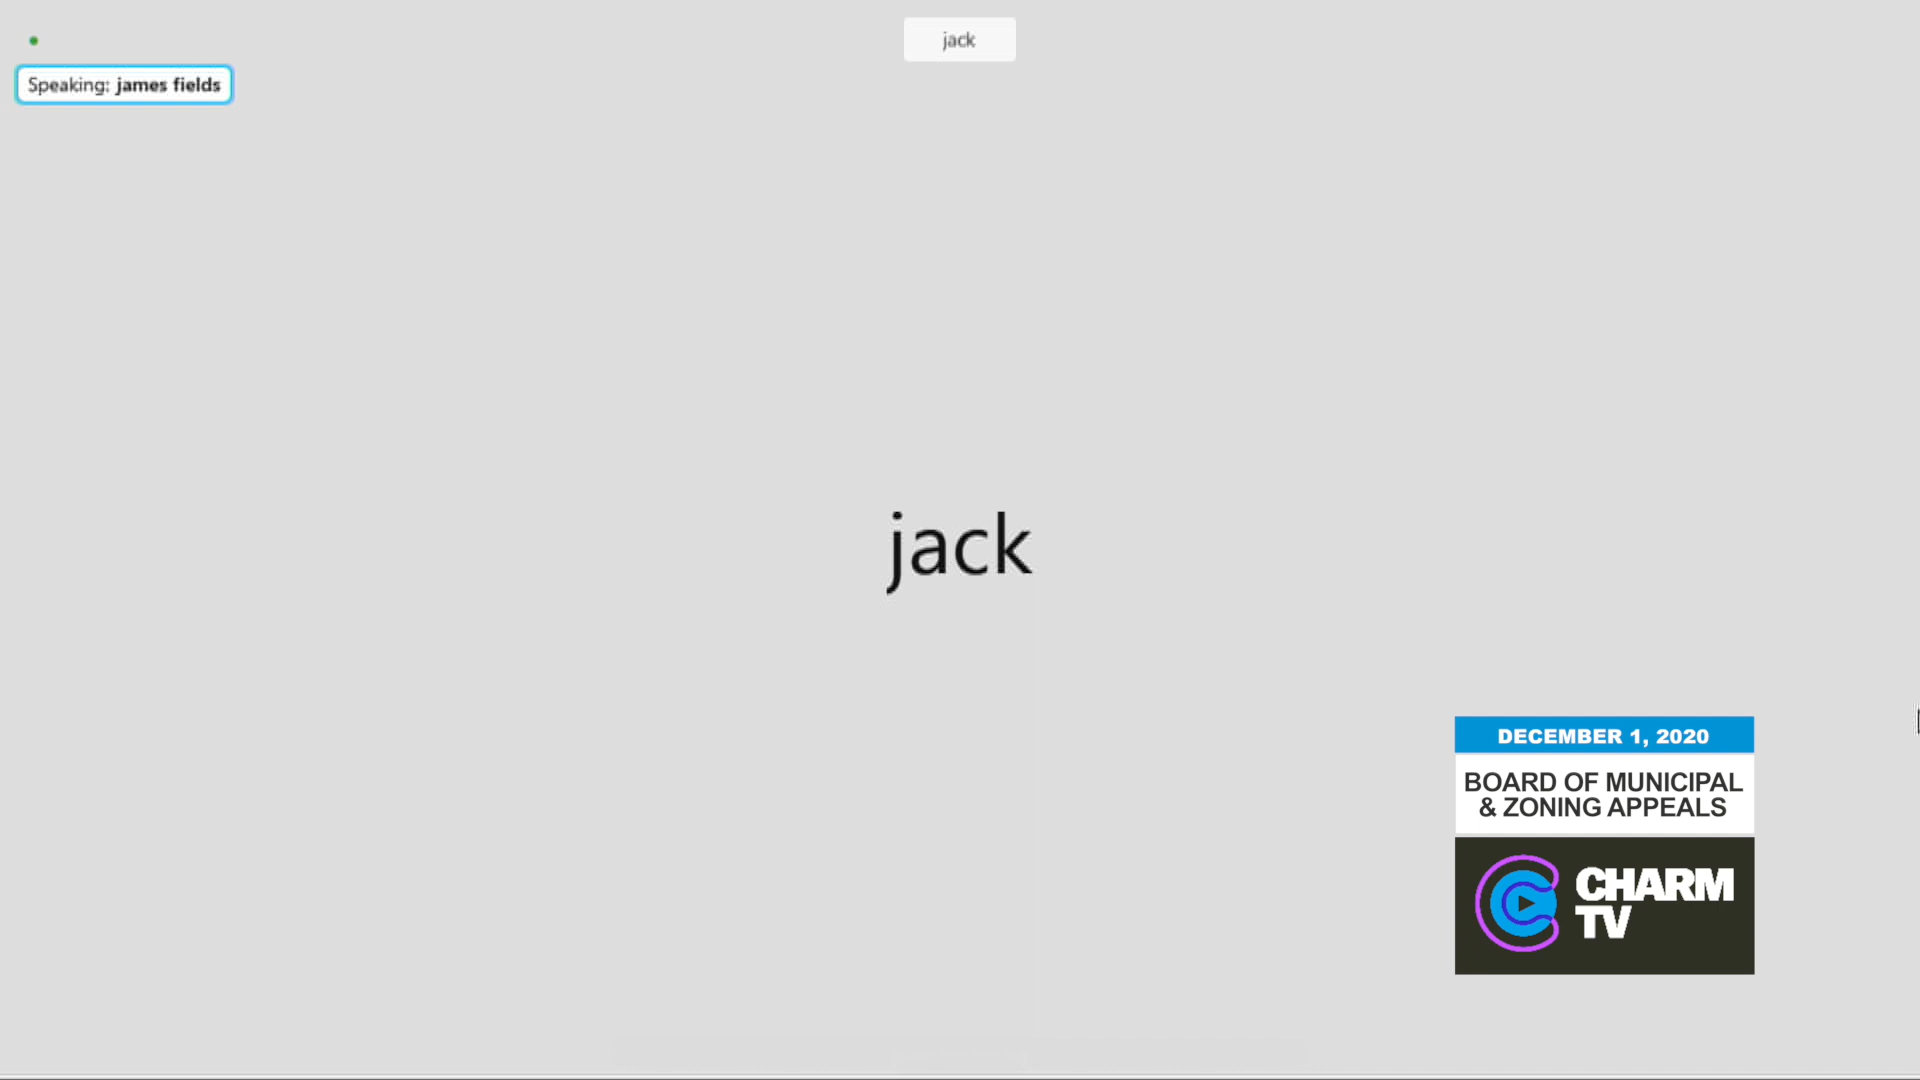 jack
Speaking: james fields
jack
DECEMBER 1, 2020
BOARD OF MUNICIPAL
& ZONING APPEALS
CHARM
TV